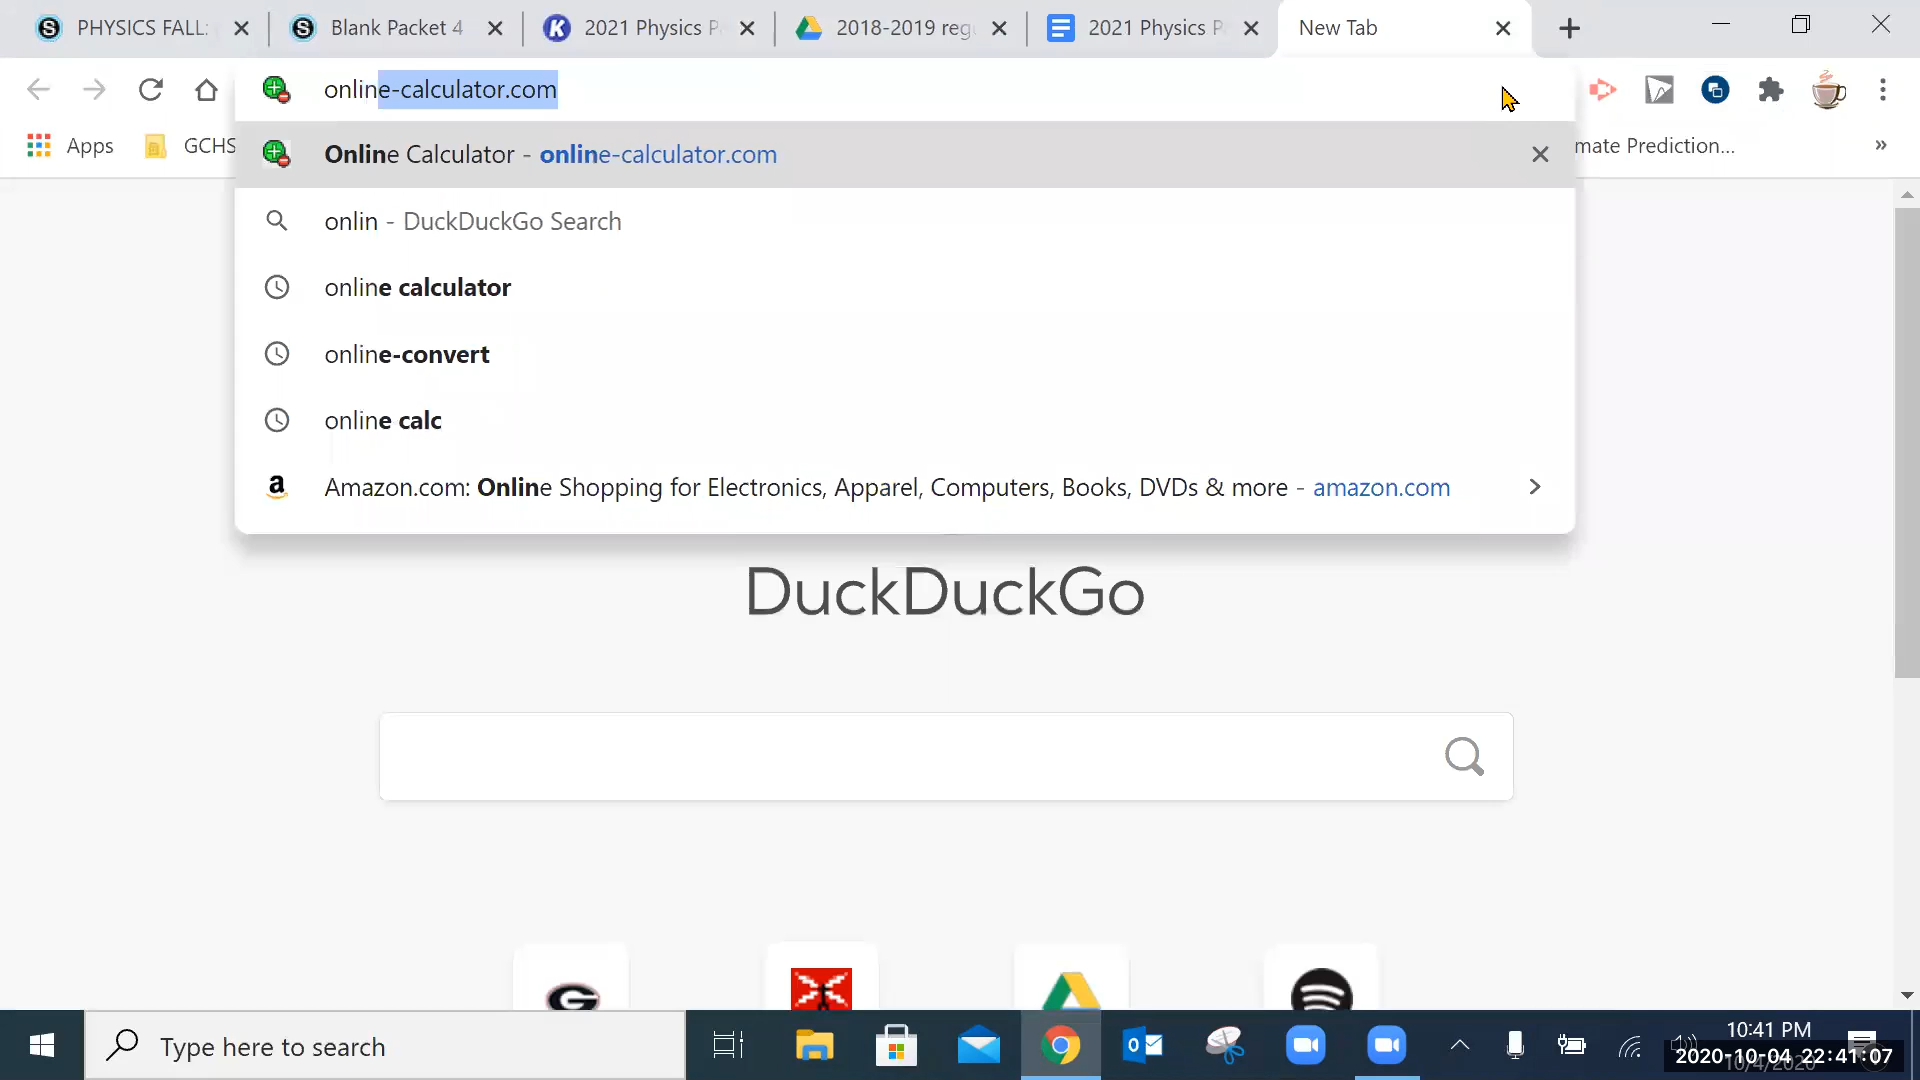 PHYSICS FALL:
Blank Packet 4
2021 Physics P
2018-2019 regu
2021 Physics P
New Tab
online-calculator.com
Apps
GCHS
mate Prediction...
»
Online Calculator - online-calculator.com
onlin - DuckDuckGo Search
online calculator
online-convert
online calc
Amazon.com: Online Shopping for Electronics, Apparel, Computers, Books, DVDs & more - amazon.com
DuckDuckGo
Type here to search
10:41 PM
2020-10-04 22:41:07
10/4/2020